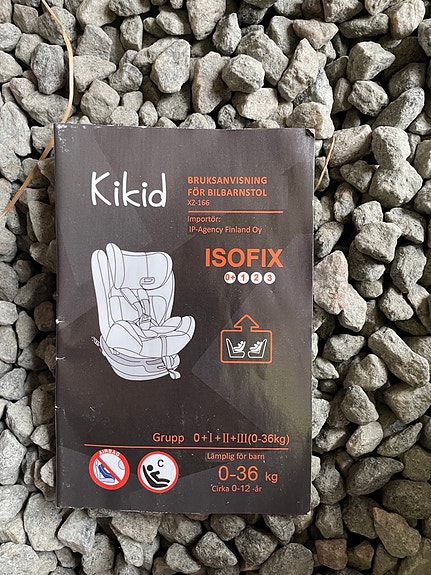 Kikid
BRUKSANVISNING
FÖR BILBARNSTOL
XZ-166
Importör:
IP-Agency Finland Oy
ISOFIX
0+ 1 2 3
Grupp 0+I+II+III(0-36kg)
AIRBAG
C
Lämplig för barn
0-36 kg
Cirka 0-12 -år